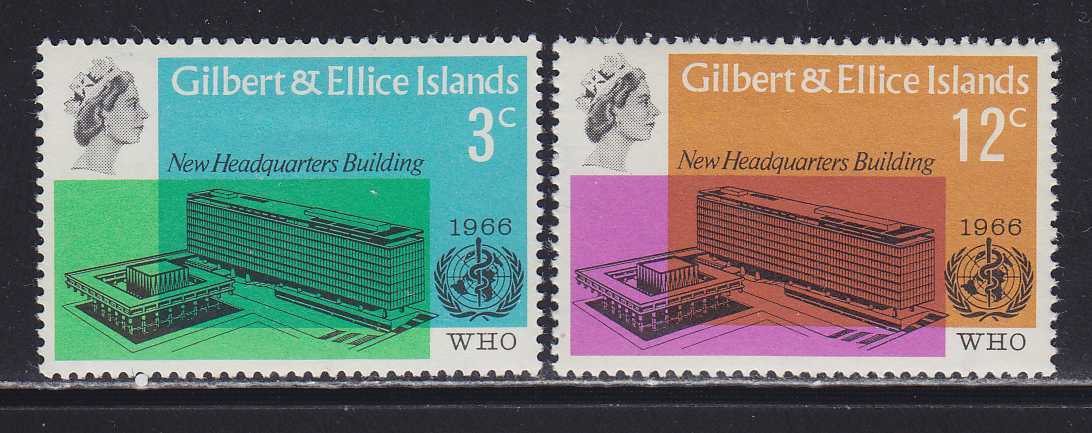 Gilbert & Ellice Islands
3c
New Headquarters Building
1966
WHO
Gilbert & Ellice Islands
12c
New Headquarters Building
1966
WHO